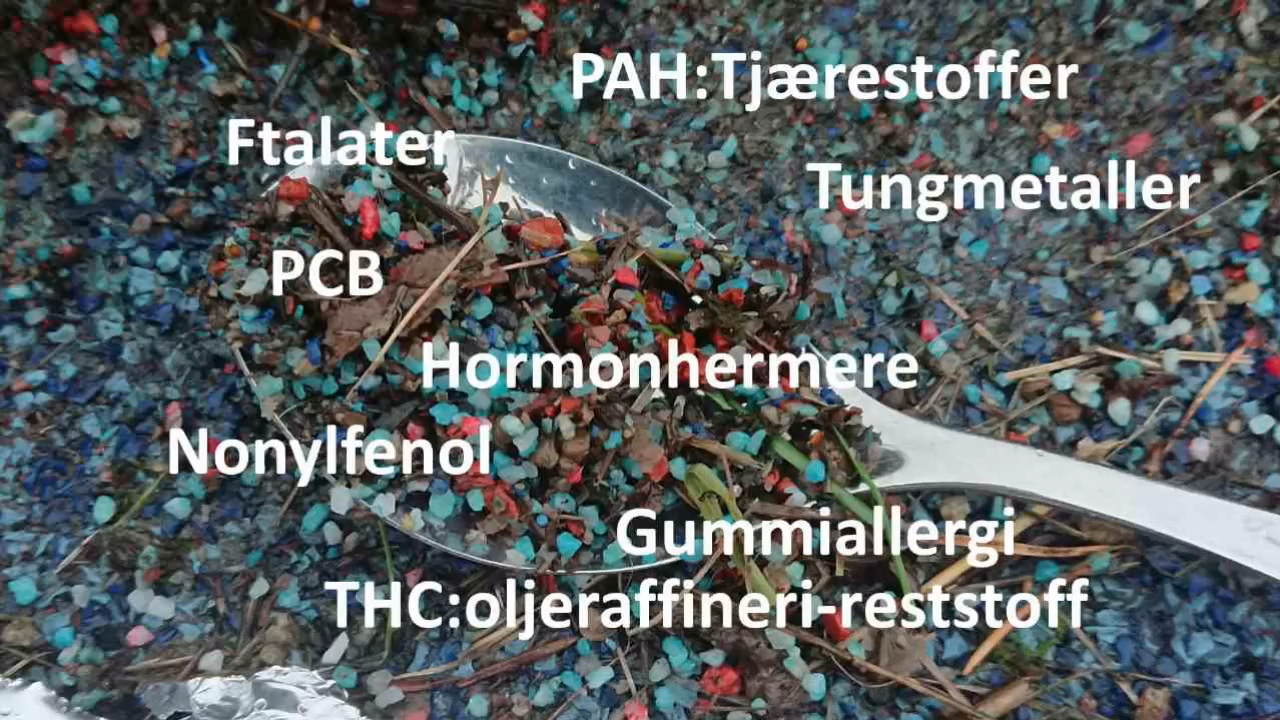 PAH:Tjærestoffer
Ftalater
Tungmetaller
PCB
Hormonhermere
Nonylfenol
Gummiallergi
THC:oljeraffineri-reststoff